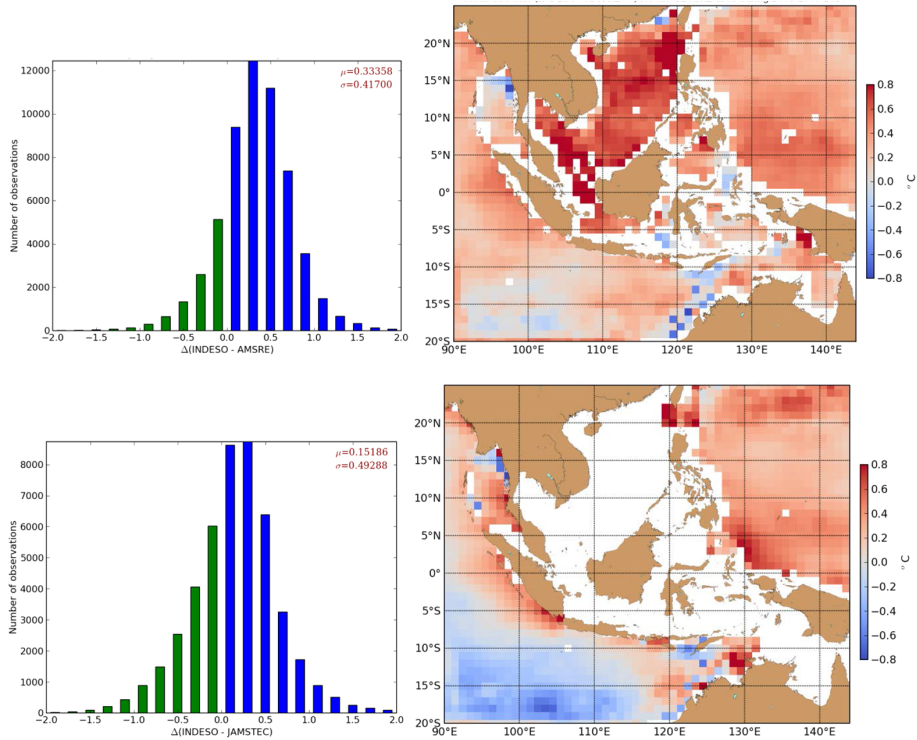 μ=0.33358
σ=0.41700
12000
10000
8000
6000
4000
2000
0
Number of observations
−2.0 −1.5 −1.0 −0.5 0.0 0.5 1.0 1.5 2.0
Δ(INDESO - AMSRE)
20°N
15°N
10°N
5°N
0°
5°S
10°S
15°S
20°S
90°E 100°E 110°E 120°E 130°E 140°E
0.8
0.6
0.4
0.2
0.0
−0.2
−0.4
−0.6
−0.8
°C
μ=0.15186
σ=0.49288
8000
7000
6000
5000
4000
3000
2000
1000
0
Number of observations
−2.0 −1.5 −1.0 −0.5 0.0 0.5 1.0 1.5 2.0
Δ(INDESO - JAMSTEC)
20°N
15°N
10°N
5°N
0°
5°S
10°S
15°S
20°S
90°E 100°E 110°E 120°E 130°E 140°E
0.8
0.6
0.4
0.2
0.0
−0.2
−0.4
−0.6
−0.8
°C